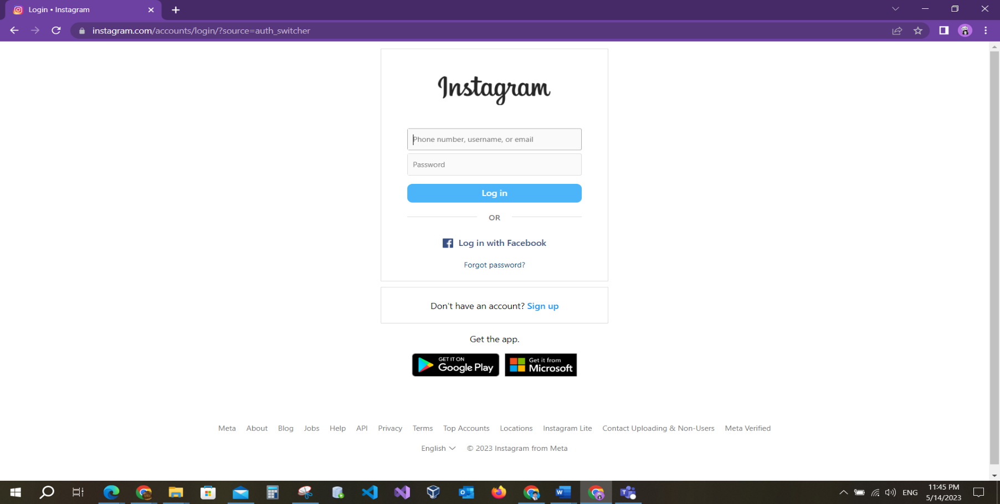 Login • Instagram
instagram.com/accounts/login/?source=auth_switcher
Instagram
Phone number, username, or email
Password
Log in
OR
Log in with Facebook
Forgot password?
Don't have an account? Sign up
Get the app.
GET IT ON
Google Play
Get it from
Microsoft
Meta About Blog Jobs Help API Privacy Terms Top Accounts Locations Instagram Lite Contact Uploading & Non-Users Meta Verified
English © 2023 Instagram from Meta
ENG
11:45 PM
5/14/2023